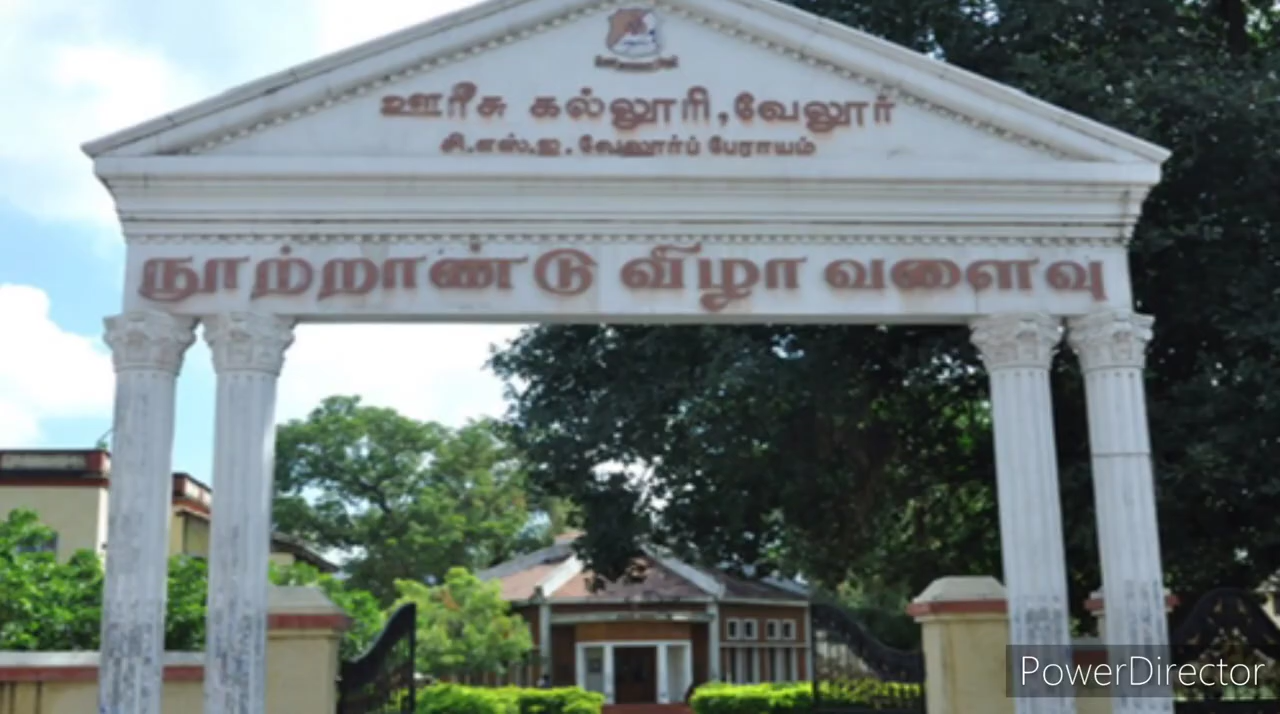 ஊரீசு கல்லூரி,வேலூர்
சி.எஸ்.ஐ. வேலூர்ப் பேராயம்
நூற்றாண்டு விழா வளைவு
PowerDirector